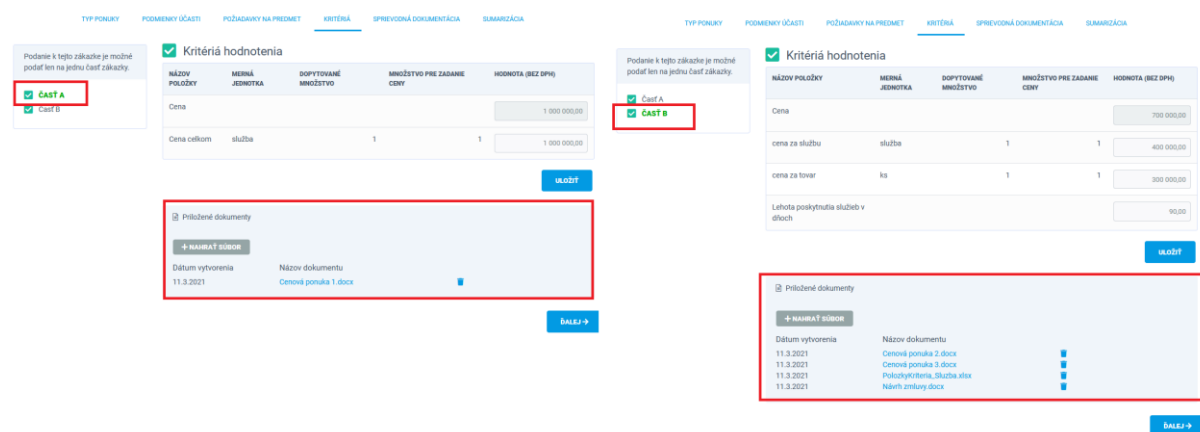 TYP PONUKY PODMIENKY ÚČASTI POŽIADAVKY NA PREDMET KRITÉRIÁ SPRIEVODNÁ DOKUMENTÁCIA SUMARIZÁCIA
Podanie k tejto zákazke je možné
podať len na jednu časť zákazky.
ČASŤ A
Časť B
Kritériá hodnotenia
NÁZOV POLOŽKY MERNÁ JEDNOTKA DOPYTOVANÉ MNOŽSTVO MNOŽSTVO PRE ZADANIE CENY HODNOTA (BEZ DPH)
Cena 1 000 000,00
Cena celkom služba 1 1 1 000 000,00
ULOŽIŤ
Priložené dokumenty
+ NAHRAŤ SÚBOR
Dátum vytvorenia Názov dokumentu
11.3.2021 Cenová ponuka 1.docx
ĎALEJ →
TYP PONUKY PODMIENKY ÚČASTI POŽIADAVKY NA PREDMET KRITÉRIÁ SPRIEVODNÁ DOKUMENTÁCIA SUMARIZÁCIA
Podanie k tejto zákazke je možné
podať len na jednu časť zákazky.
Časť A
ČASŤ B
Kritériá hodnotenia
NÁZOV POLOŽKY MERNÁ JEDNOTKA DOPYTOVANÉ MNOŽSTVO MNOŽSTVO PRE ZADANIE CENY HODNOTA (BEZ DPH)
Cena 700 000,00
cena za službu služba 1 1 400 000,00
cena za tovar ks 1 1 300 000,00
Lehota poskytnutia služieb v
dňoch 90,00
ULOŽIŤ
Priložené dokumenty
+ NAHRAŤ SÚBOR
Dátum vytvorenia Názov dokumentu
11.3.2021 Cenová ponuka 2.docx
11.3.2021 Cenová ponuka 3.docx
11.3.2021 PolozkyKriteria_Sluzba.xlsx
11.3.2021 Návrh zmluvy.docx
ĎALEJ →